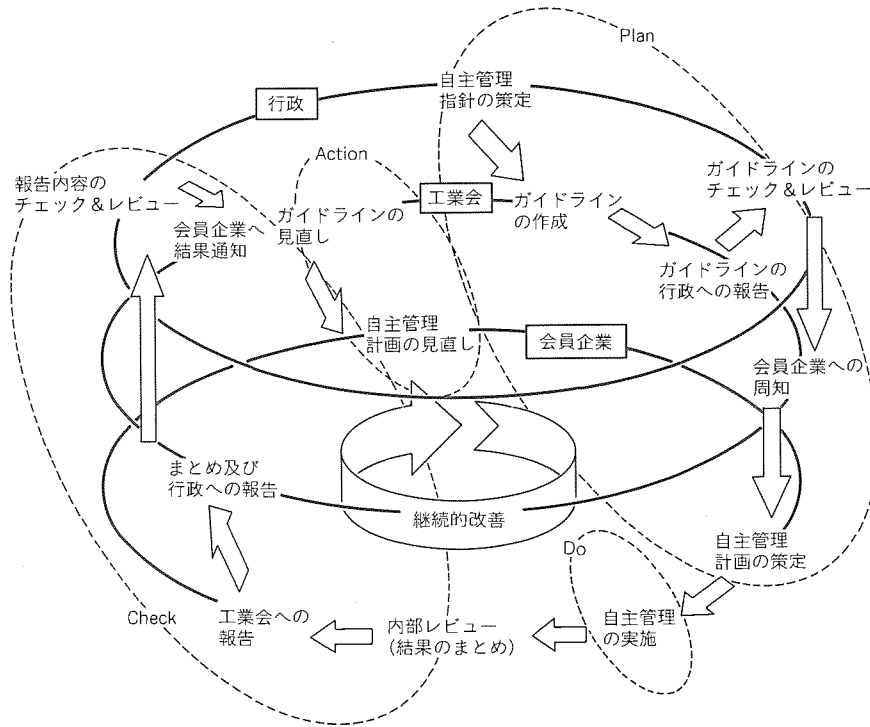 Plan
自主管理
指針の策定
行政
Action
報告内容の
チェック＆レビュー
ガイドラインの
チェック＆レビュー
工業会
ガイドラインの
見直し
ガイドライン
の作成
会員企業へ
結果通知
ガイドラインの
行政への報告
自主管理
計画の見直し
会員企業
会員企業への
周知
まとめ及び
行政への報告
継続的改善
自主管理
計画の策定
Do
Check
工業会への
報告
内部レビュー
（結果のまとめ）
自主管理
の実施